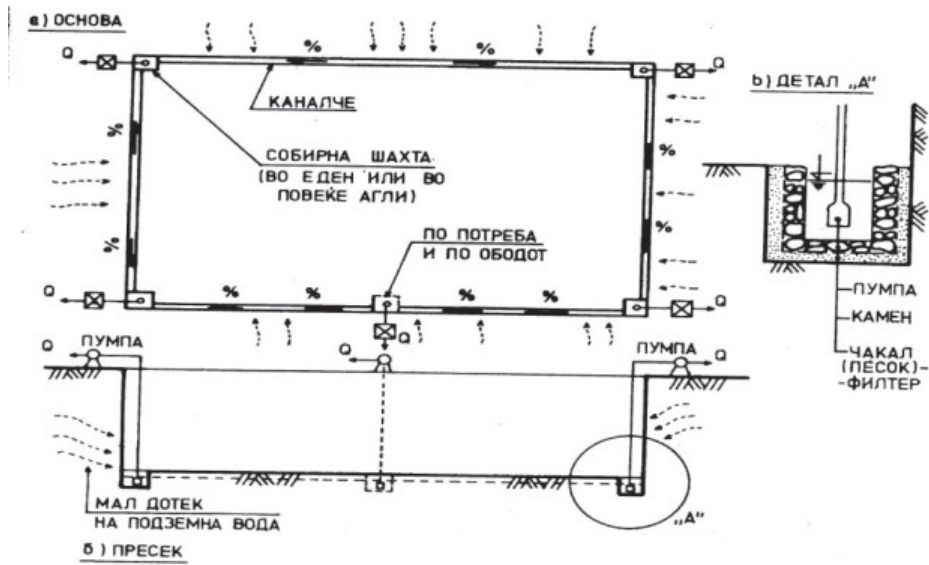 а) ОСНОВА
% %
Q Q
КАНАЛЧЕ
b) ДЕТАЛ „А"
%
%
СОБИРНА ШАХТА
(ВО ЕДЕН ИЛИ ВО
ПОВЕЌЕ АГЛИ)
ПО ПОТРЕБА
И ПО ОБОДОТ
%
%
% % % %
Q Q
Q
ПУМПА
КАМЕН
ЧАКАЛ
(ПЕСОК)-
-ФИЛТЕР
Q ПУМПА Q ПУМПА Q
МАЛ ДОТЕК
НА ПОДЗЕМНА ВОДА
„А"
б) ПРЕСЕК